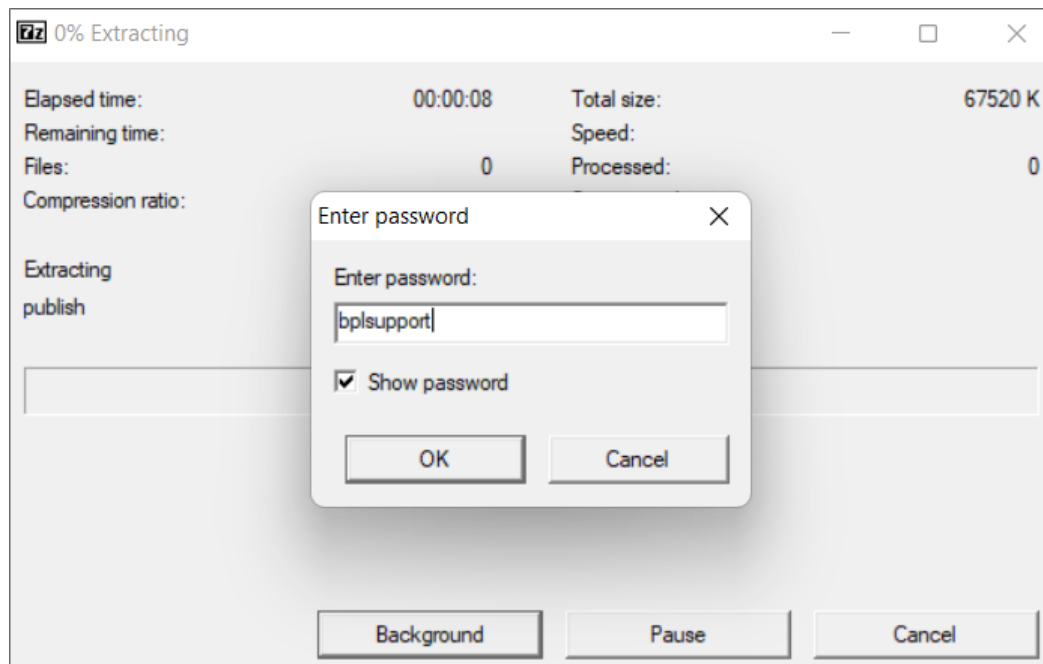 7z 0% Extracting
Elapsed time: 00:00:08 Total size: 67520 K
Remaining time: Speed:
Files: 0 Processed: 0
Compression ratio:
Enter password
Extracting
Enter password:
publish
bplsupport
Show password
OK Cancel
Background Pause Cancel